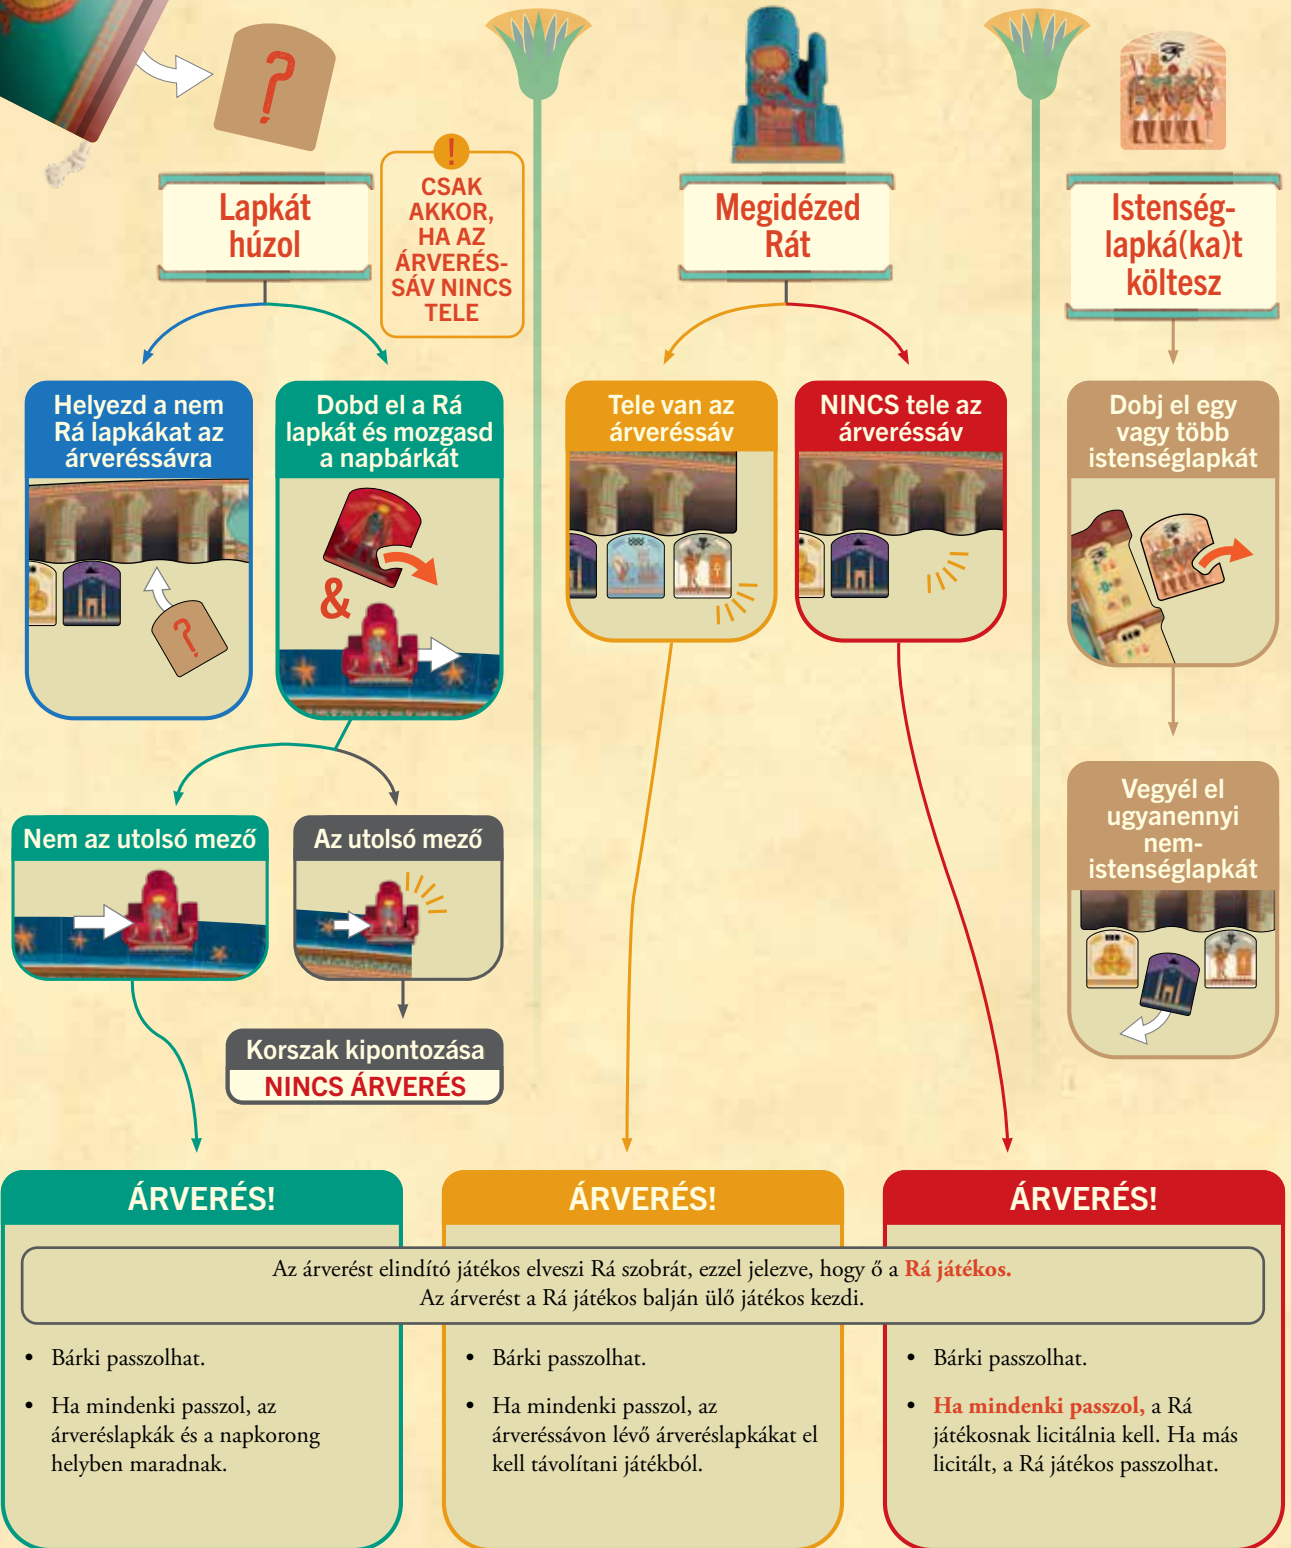 ?
Lapkát
húzol
!
CSAK
AKKOR,
HA AZ
ÁRVERÉS-
SÁV NINCS
TELE
Megidézed
Rát
Istenség-
lapká(ka)t
költesz
Helyezd a nem
Rá lapkákat az
árveréssávra
?
Dobd el a Rá
lapkát és mozgasd
a napbárkát
&
Tele van az
árveréssáv
NINCS tele az
árveréssáv
Dobj el egy
vagy több
istenséglapkát
Nem az utolsó mező
Az utolsó mező
Vegyél el
ugyanennyi
nem-
istenséglapkát
Korszak kipontozása
NINCS ÁRVERÉS
ÁRVERÉS!
ÁRVERÉS!
ÁRVERÉS!
Az árverést elindító játékos elveszi Rá szobrát, ezzel jelezve, hogy ő a Rá játékos.
Az árverést a Rá játékos balján ülő játékos kezdi.
• Bárki passzolhat.
• Ha mindenki passzol, az
árveréslapkák és a napkorong
helyben maradnak.
• Bárki passzolhat.
• Ha mindenki passzol, az
árveréssávon lévő árveréslapkákat el
kell távolítani játékból.
• Bárki passzolhat.
• Ha mindenki passzol, a Rá
játékosnak licitálnia kell. Ha más
licitált, a Rá játékos passzolhat.